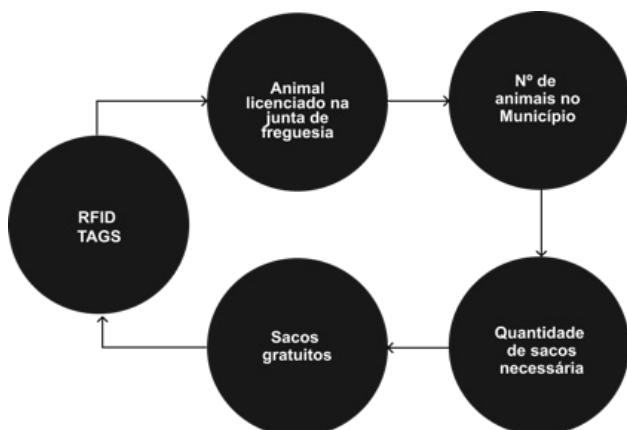 Animal
licenciado na
junta de
freguesia
Nº de
animais no
Município
RFID
TAGS
Sacos
gratuitos
Quantidade
de sacos
necessária